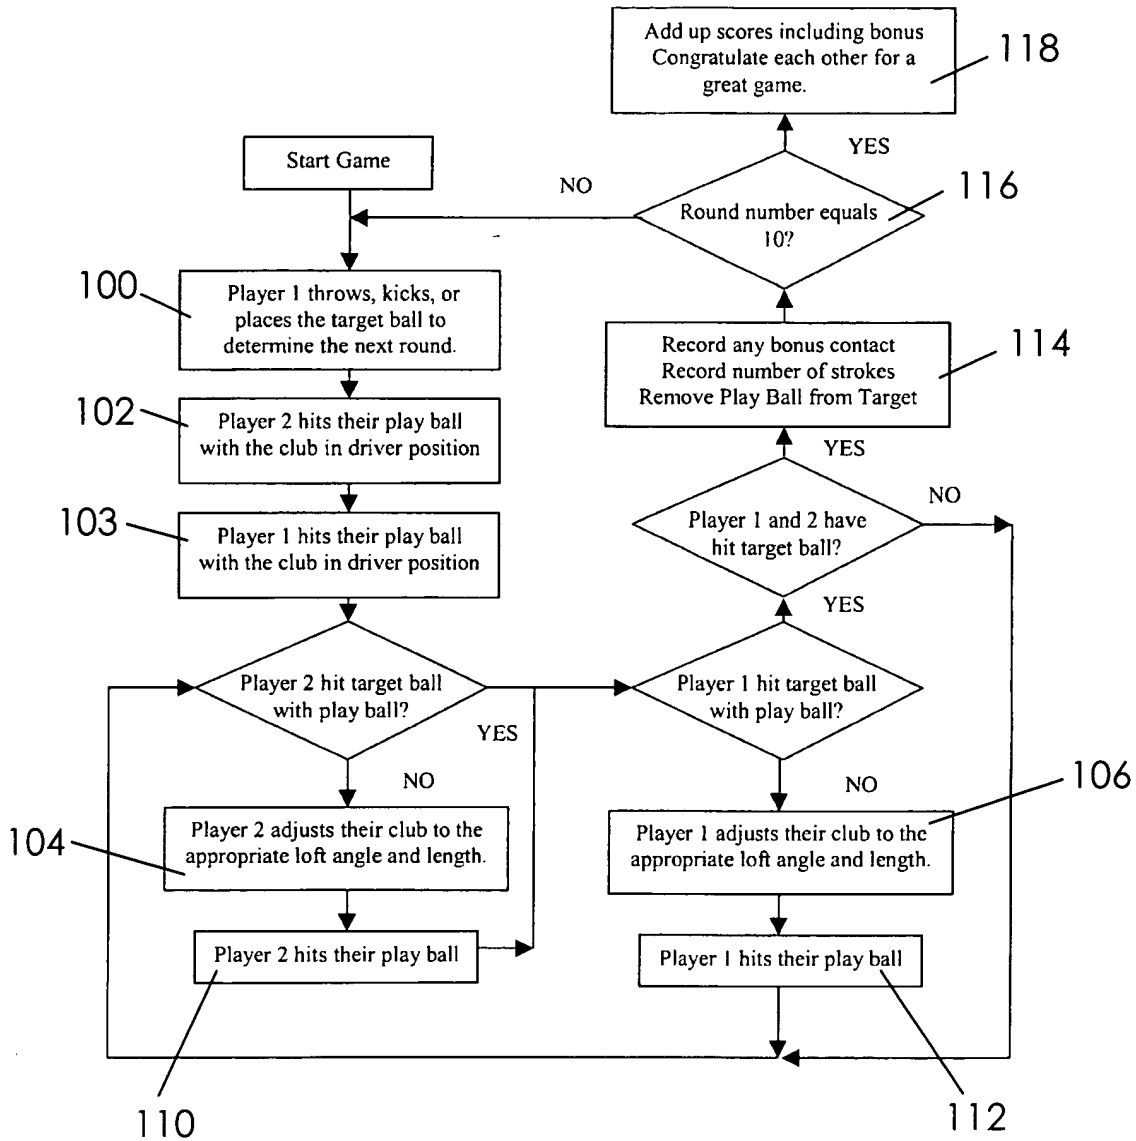 Add up scores including bonus
Congratulate each other for a
great game.
118
YES
Start Game
NO
Round number equals
10?
116
100
Player 1 throws, kicks, or
places the target ball to
determine the next round.
Record any bonus contact
Record number of strokes
Remove Play Ball from Target
114
102
Player 2 hits their play ball
with the club in driver position
YES
NO
103
Player 1 hits their play ball
with the club in driver position
Player 1 and 2 have
hit target ball?
YES
Player 2 hit target ball
with play ball?
YES
Player 1 hit target ball
with play ball?
NO
NO
106
104
Player 2 adjusts their club to the
appropriate loft angle and length.
Player 1 adjusts their club to the
appropriate loft angle and length.
Player 2 hits their play ball
Player 1 hits their play ball
110
112